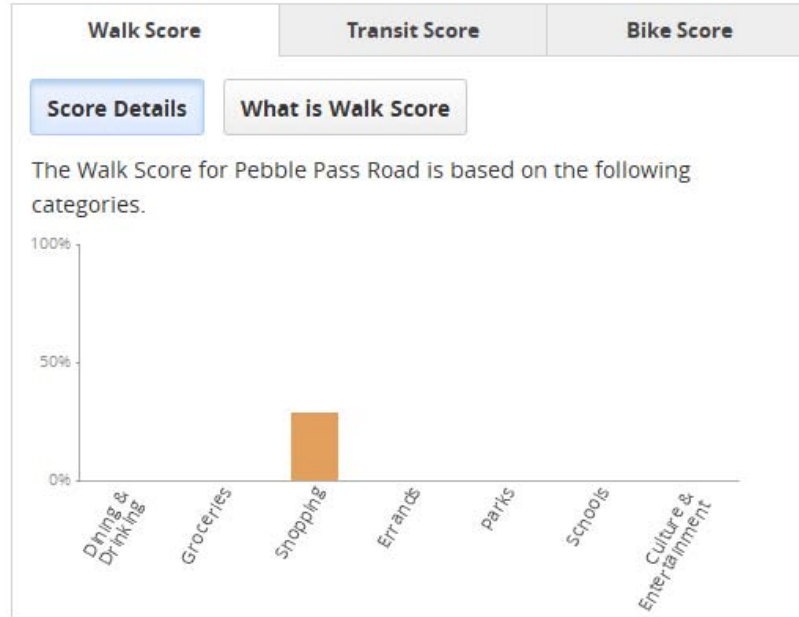 Walk Score
Transit Score
Bike Score
Score Details
What is Walk Score
The Walk Score for Pebble Pass Road is based on the following
categories.
100%
50%
0%
Dining &
Drinking
Groceries
Shopping
Errands
Parks
Schools
Culture &
Entertainment